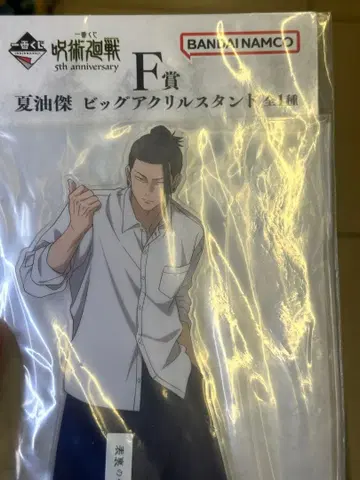 一番くじ
一番くじ
呪術廻戦
5th anniversary
BANDAI NAMCO
F賞
夏油傑 ビッグアクリルスタンド 全1種